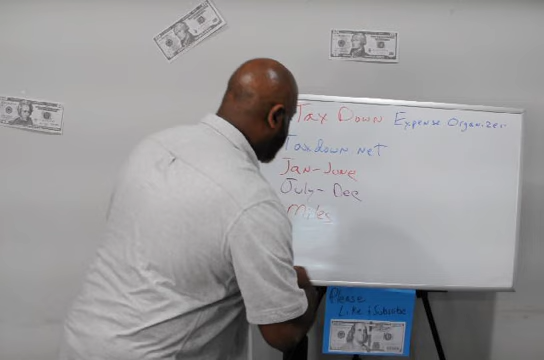 Tax Down Expense Organizer
Taxdown.net
Jan-June
July-Dec
Miles
Please
Like & Subscribe